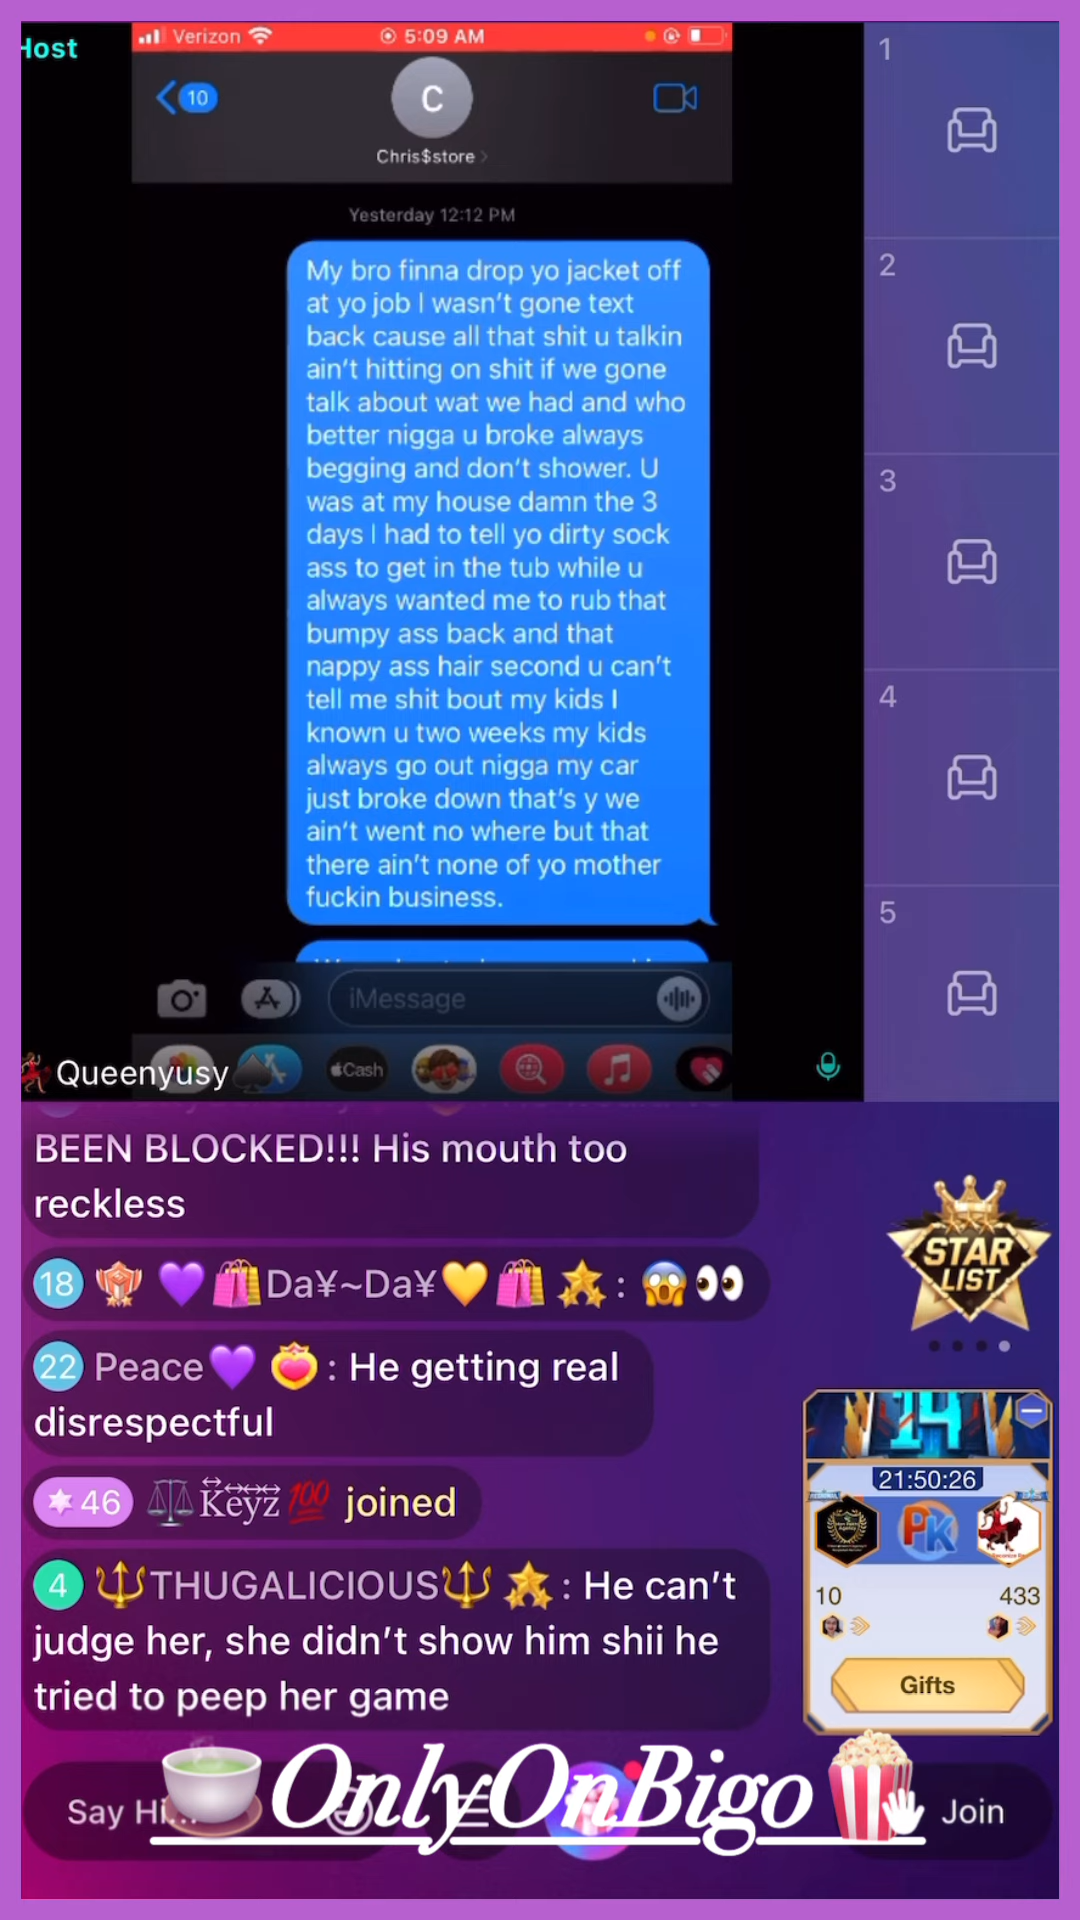 Host
Verizon
5:09 AM
10
C
Chris$store
Yesterday 12:12 PM
My bro finna drop yo jacket off
at yo job I wasn't gone text
back cause all that shit u talkin
ain't hitting on shit if we gone
talk about wat we had and who
better nigga u broke always
begging and don't shower. U
was at my house damn the 3
days I had to tell yo dirty sock
ass to get in the tub while u
always wanted me to rub that
bumpy ass back and that
nappy ass hair second u can't
tell me shit bout my kids I
known u two weeks my kids
always go out nigga my car
just broke down that's y we
ain't went no where but that
there ain't none of yo mother
fuckin business.
iMessage
Cash
Queenyusy
1
2
3
4
5
BEEN BLOCKED!!! His mouth too
reckless
18 💜🛍️Da¥~Da¥💛🛍️ : 😱👀
22 Peace💜 : He getting real
disrespectful
46 ⚖️ Keyz 💯 joined
4 🔱THUGALICIOUS🔱 : He can't
judge her, she didn't show him shii he
tried to peep her game
STAR
LIST
14
21:50:26
PK
10 433
Gifts
Say Hi...
🍵OnlyOnBigo🍿
Join